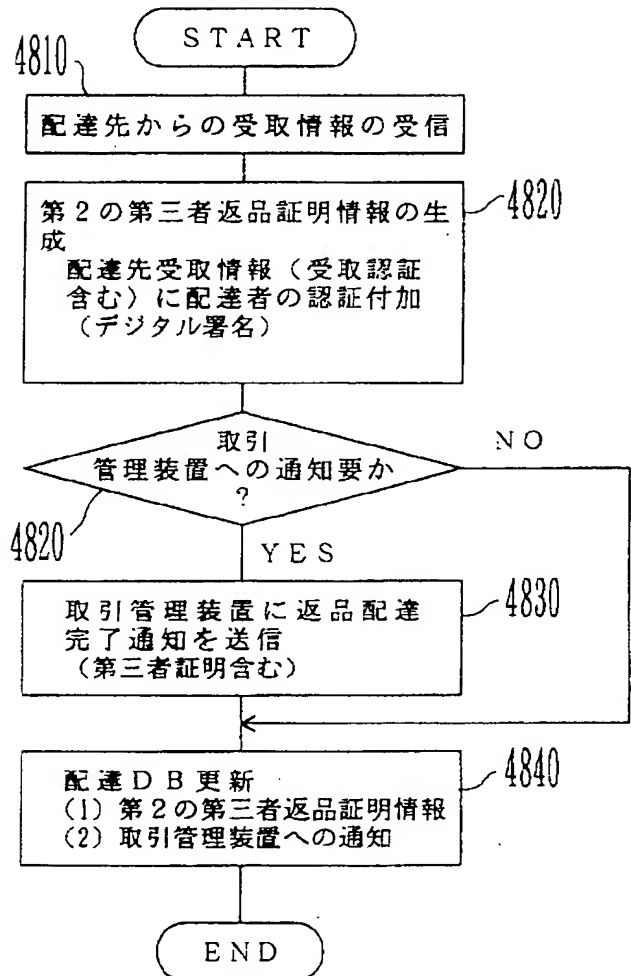 START
4810
配達先からの受取情報の受信
4820
第2の第三者返品証明情報の生
成
配達先受取情報（受取認証
含む）に配達者の認証付加
（デジタル署名）
取引
管理装置への通知要か
?
NO
4820
YES
4830
取引管理装置に返品配達
完了通知を送信
（第三者証明含む）
4840
配達DB更新
(1) 第2の第三者返品証明情報
(2) 取引管理装置への通知
END